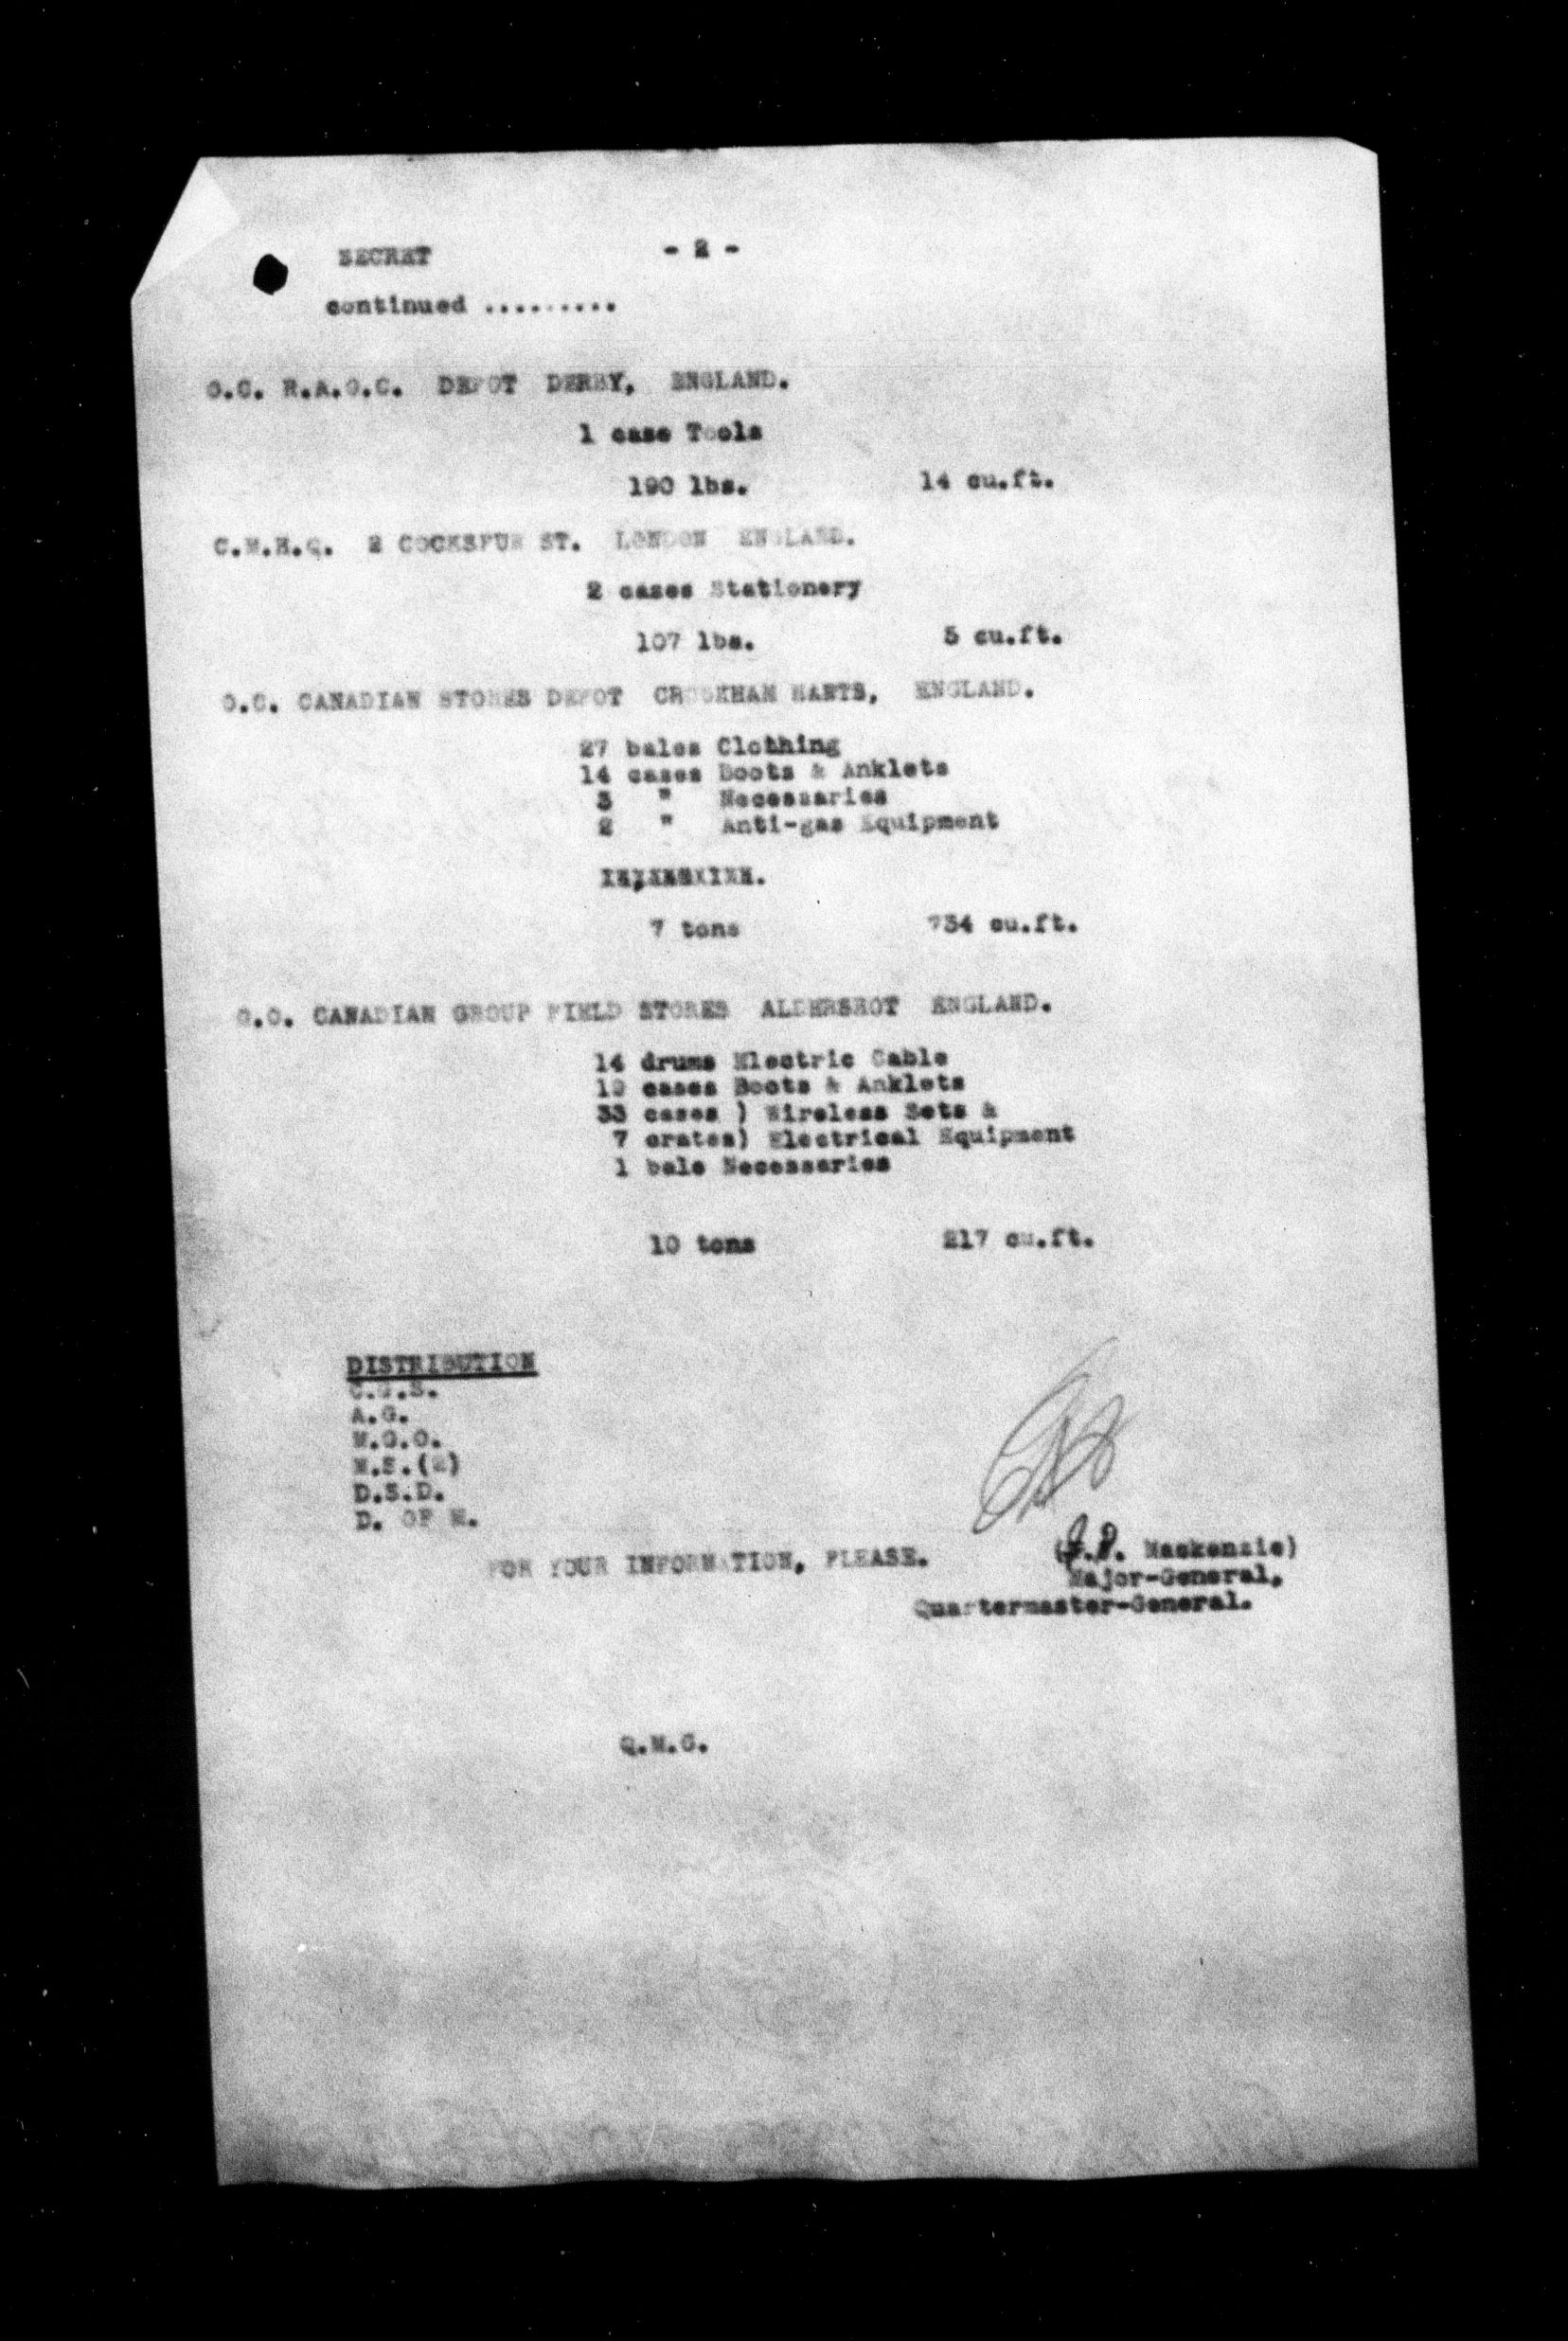 SECRET - 2 -
continued .........
O.C. R.A.O.C. DEPOT DERBY, ENGLAND.
1 case Tools
190 lbs. 14 cu.ft.
C.M.H.Q. 2 COCKSPUR ST. LONDON ENGLAND.
2 cases Stationery
107 lbs. 5 cu.ft.
O.C. CANADIAN STORES DEPOT CROOKHAM HANTS, ENGLAND.
27 bales Clothing
14 cases Boots & Anklets
3 " Necessaries
2 " Anti-gas Equipment
7 tons 734 cu.ft.
O.C. CANADIAN GROUP FIELD STORES ALDERSHOT ENGLAND.
14 drums Electric Cable
19 cases Boots & Anklets
33 cases ) Wireless Sets &
7 crates) Electrical Equipment
1 bale Necessaries
10 tons 217 cu.ft.
DISTRIBUTION
C.G.S.
A.G.
M.G.O.
M.S.(2)
D.S.D.
D. OF M.
FOR YOUR INFORMATION, PLEASE.
Mackenzie)
Major-General,
Quartermaster-General.
Q.M.G.